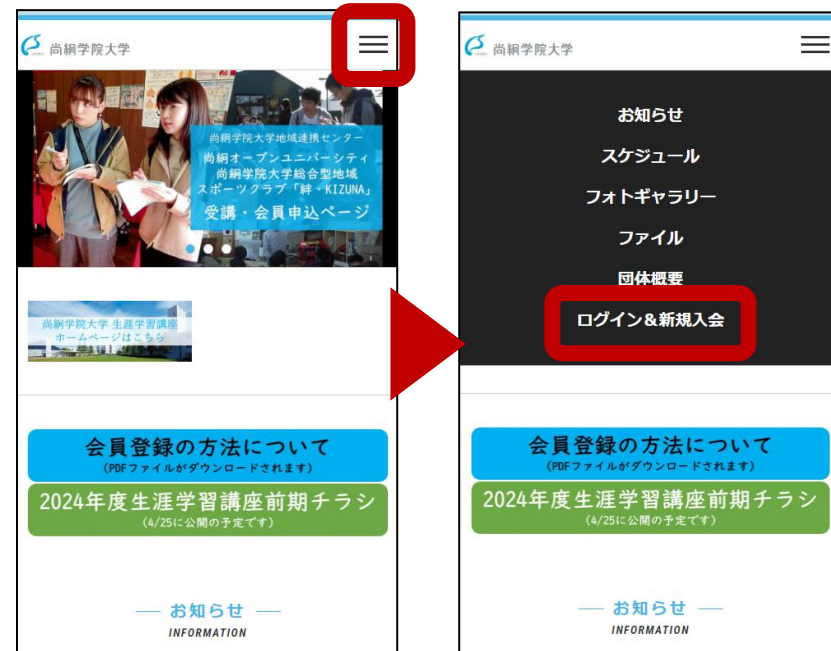 尚絅学院大学
尚絅学院大学地域連携センター
尚絅オープンユニバーシティ
尚絅学院大学総合型地域
スポーツクラブ「絆・KIZUNA」
受講・会員申込ページ
尚絅学院大学 生涯学習講座
ホームページはこちら
会員登録の方法について
(PDFファイルがダウンロードされます)
2024年度生涯学習講座前期チラシ
(4/25に公開の予定です)
お知らせ
INFORMATION
尚絅学院大学
お知らせ
スケジュール
フォトギャラリー
ファイル
団体概要
ログイン&新規入会
会員登録の方法について
(PDFファイルがダウンロードされます)
2024年度生涯学習講座前期チラシ
(4/25に公開の予定です)
お知らせ
INFORMATION